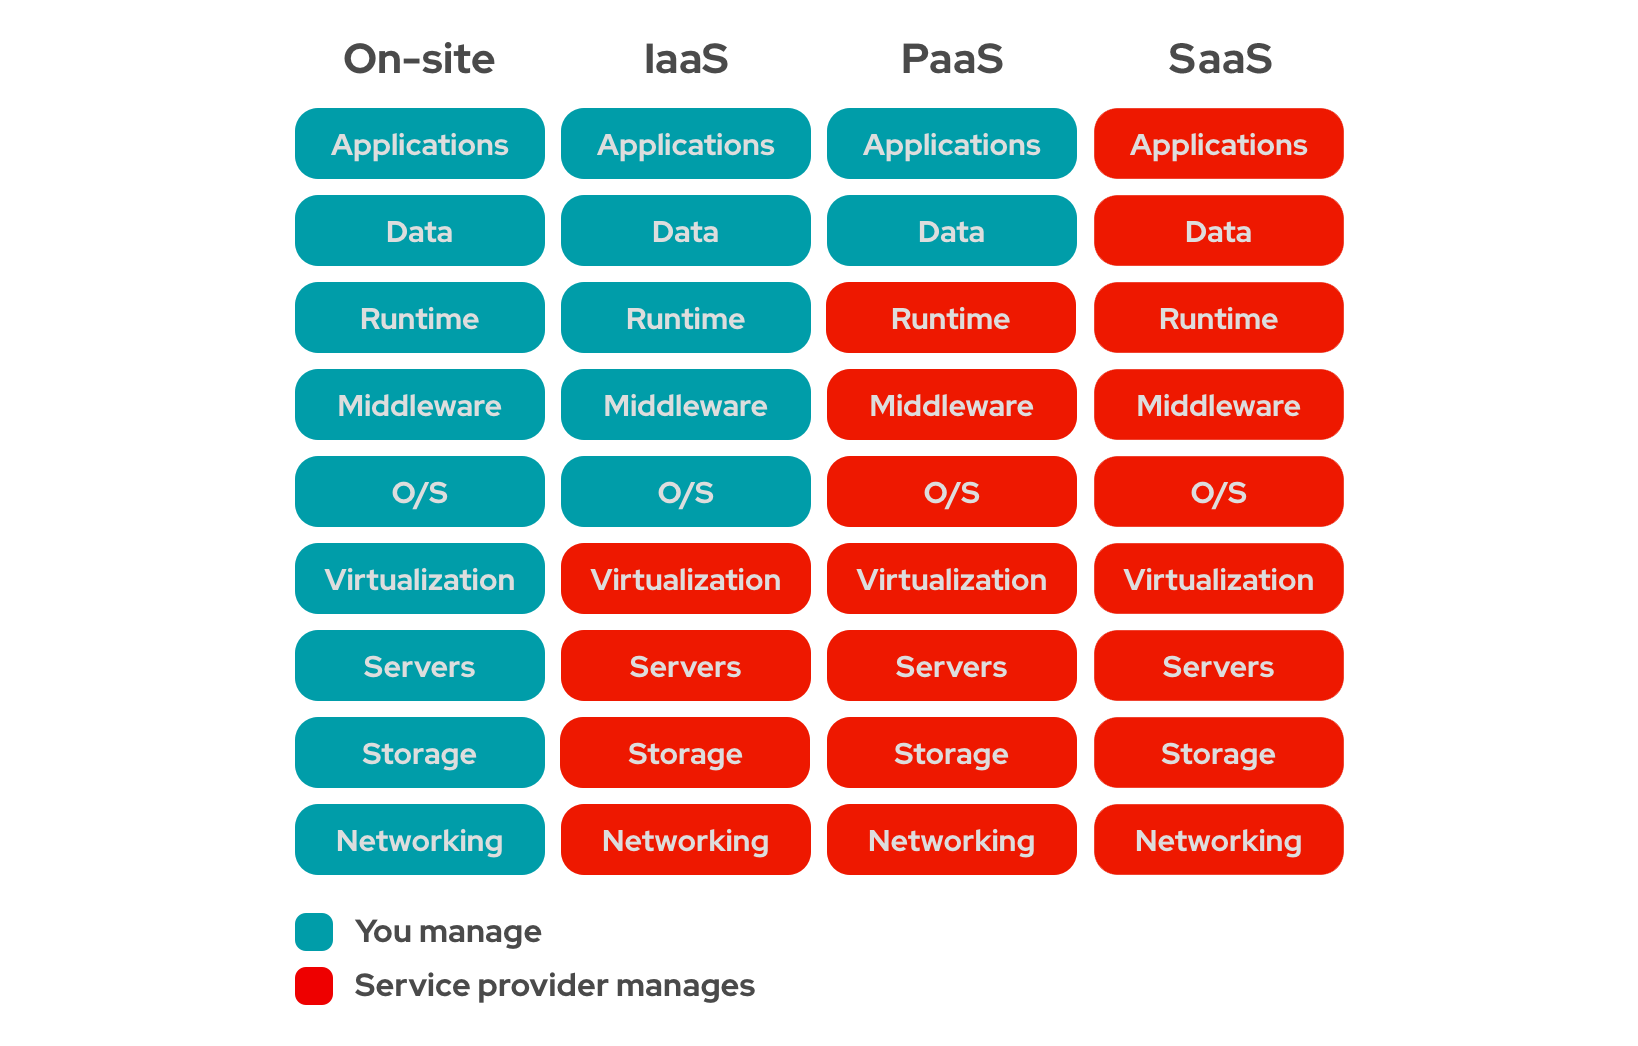 On-site IaaS PaaS SaaS
Applications Applications Applications Applications
Data Data Data Data
Runtime Runtime Runtime Runtime
Middleware Middleware Middleware Middleware
O/S O/S O/S O/S
Virtualization Virtualization Virtualization Virtualization
Servers Servers Servers Servers
Storage Storage Storage Storage
Networking Networking Networking Networking
You manage
Service provider manages